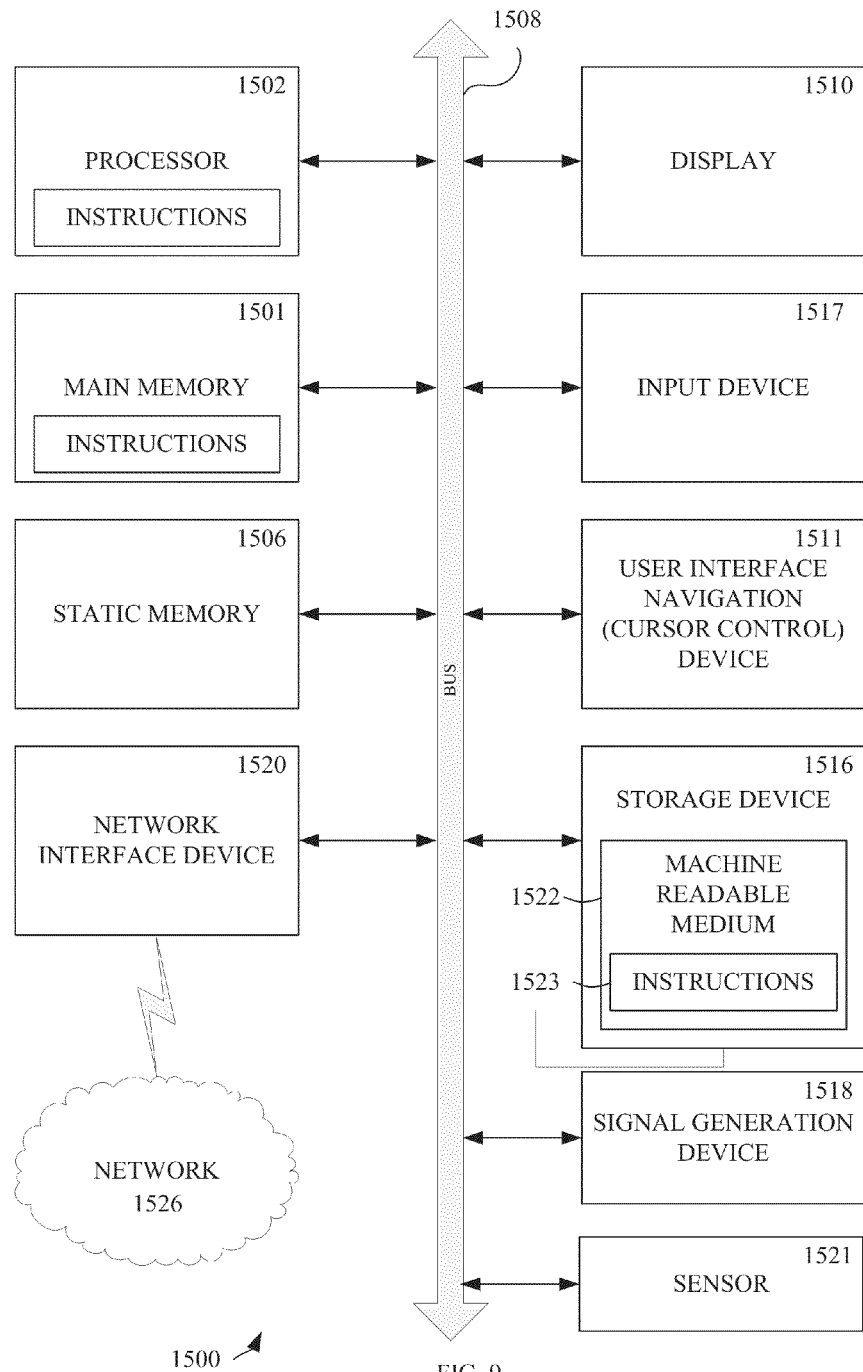 1508
1502
PROCESSOR
INSTRUCTIONS
1510
DISPLAY
1501
MAIN MEMORY
INSTRUCTIONS
1517
INPUT DEVICE
1506
STATIC MEMORY
1511
USER INTERFACE
NAVIGATION
(CURSOR CONTROL)
DEVICE
BUS
1520
NETWORK
INTERFACE DEVICE
1516
STORAGE DEVICE
MACHINE
READABLE
MEDIUM
1522
1523
INSTRUCTIONS
1518
SIGNAL GENERATION
DEVICE
NETWORK
1526
1521
SENSOR
1500
FIG. 9